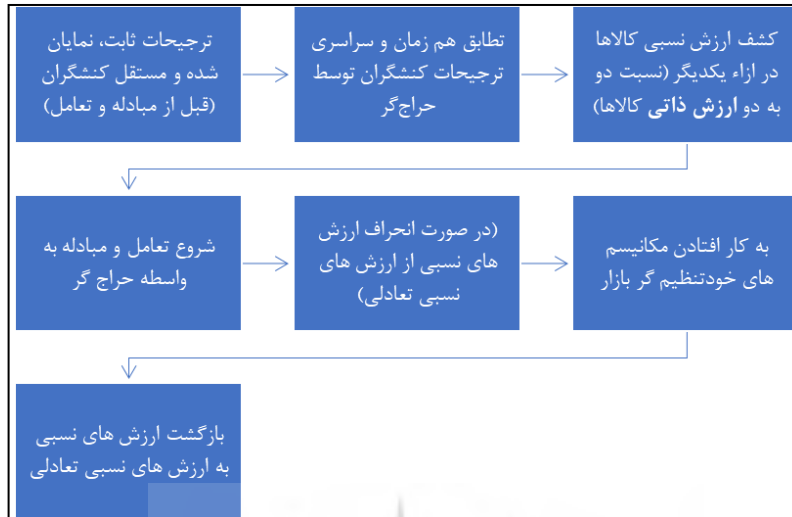 ترجیحات ثابت، نمایان
شده و مستقل کنشگران
(قبل از مبادله و تعامل)
تطابق هم زمان و سراسری
ترجیحات کنشگران توسط
حراج‌گر
کشف ارزش نسبی کالاها
در ازاء یکدیگر (نسبت دو
به دو ارزش ذاتی کالاها)
شروع تعامل و مبادله به
واسطه حراج گر
(در صورت انحراف ارزش
های نسبی از ارزش های
نسبی تعادلی)
به کار افتادن مکانیسم
های خودتنظیم گر بازار
بازگشت ارزش های نسبی
به ارزش های نسبی تعادلی